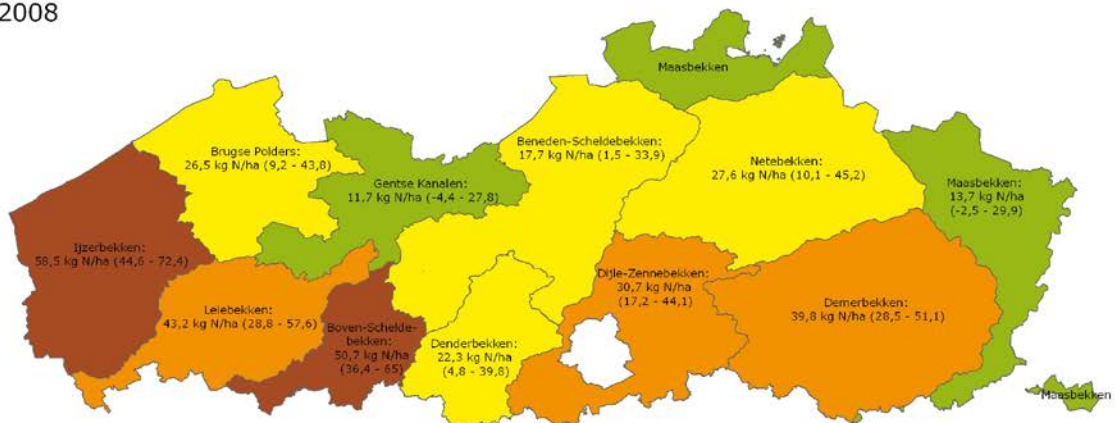 2008
Maasbekken
Brugse Polders:
26,5 kg N/ha (9,2 - 43,8)
Beneden-Scheldebekken:
17,7 kg N/ha (1,5 - 33,9)
Gentse Kanalen:
11,7 kg N/ha (-4,4 - 27,8)
Netebekken:
27,6 kg N/ha (10,1 - 45,2)
Maasbekken:
13,7 kg N/ha
(-2,5 - 29,9)
Ijzerbekken:
58,5 kg N/ha (44,6 - 72,4)
Leiebekken:
43,2 kg N/ha (28,8 - 57,6)
Boven-Schelde-
bekken:
50,7 kg N/ha
(36,4 - 65)
Denderbekken:
22,3 kg N/ha
(4,8 - 39,8)
Dijle-Zennebekken:
30,7 kg N/ha
(17,2 - 44,1)
Demerbekken:
39,8 kg N/ha (28,5 - 51,1)
Maasbekken